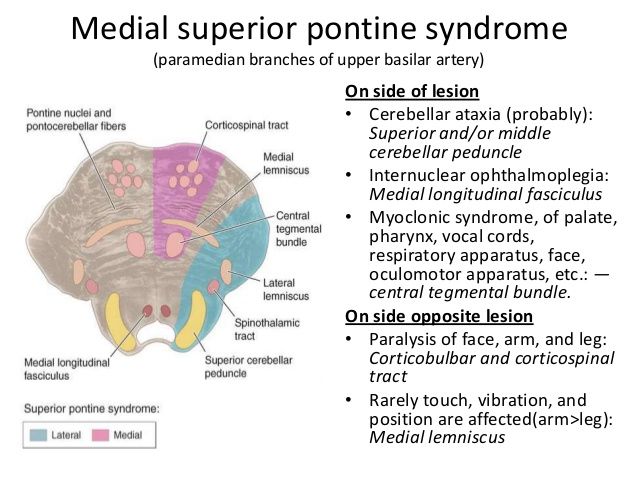 Medial superior pontine syndrome
(paramedian branches of upper basilar artery)
Pontine nuclei and
pontocerebellar fibers
Corticospinal tract
Medial
lemniscus
Central
tegmental
bundle
Lateral
lemniscus
Spinothalamic
tract
Superior cerebellar
peduncle
Medial longitudinal
fasciculus
Superior pontine syndrome:
Lateral
Medial
On side of lesion
• Cerebellar ataxia (probably):
Superior and/or middle
cerebellar peduncle
• Internuclear ophthalmoplegia:
Medial longitudinal fasciculus
• Myoclonic syndrome, of palate,
pharynx, vocal cords,
respiratory apparatus, face,
oculomotor apparatus, etc.: —
central tegmental bundle.
On side opposite lesion
• Paralysis of face, arm, and leg:
Corticobulbar and corticospinal
tract
• Rarely touch, vibration, and
position are affected(arm>leg):
Medial lemniscus